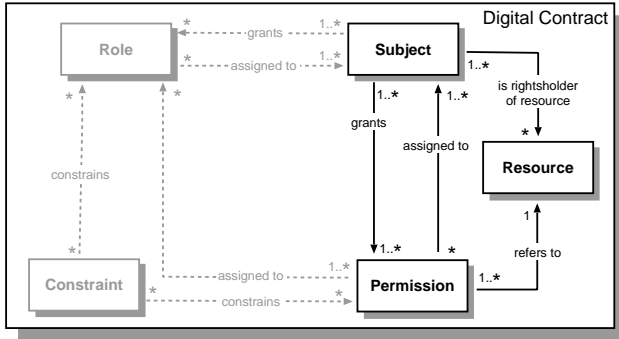 Digital Contract
Role
*
grants
1..*
Subject
*
assigned to
1..*
1..*
*
*
1..*
1..*
is rightsholder
of resource
grants
assigned to
*
Resource
constrains
1
*
assigned to
1..*
1..*
*
refers to
Constraint
*
constrains
*
Permission
1..*